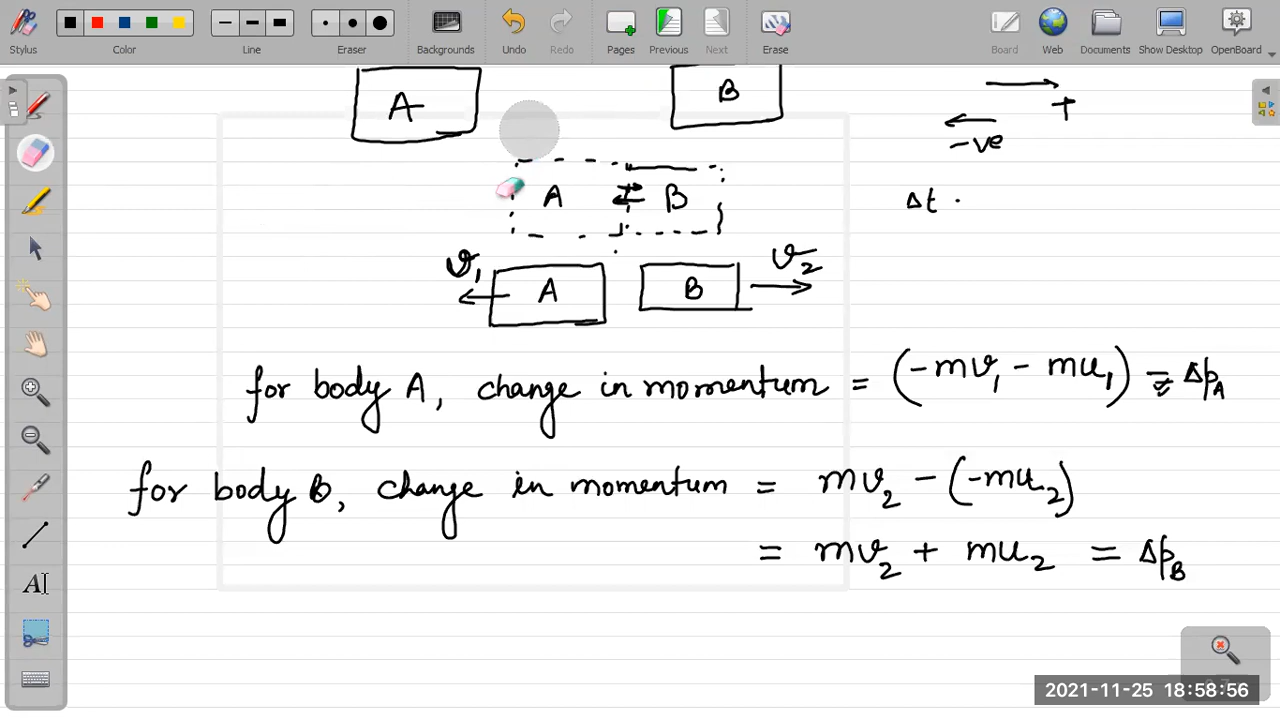 Stylus
Color
Line
Eraser
Backgrounds
Undo
Redo
Pages
Previous
Next
Erase
Board
Web
Documents
Show Desktop
OpenBoard
A
B
+
-ve
A ⇄ B
Δt .
v₁
A
B
v₂
for body A, change in momentum = (-mv₁ - mu₁) = Δp_A
for body B, change in momentum = mv₂ - (-mu₂)
= mv₂ + mu₂ = Δp_B
2021-11-25 18:58:56